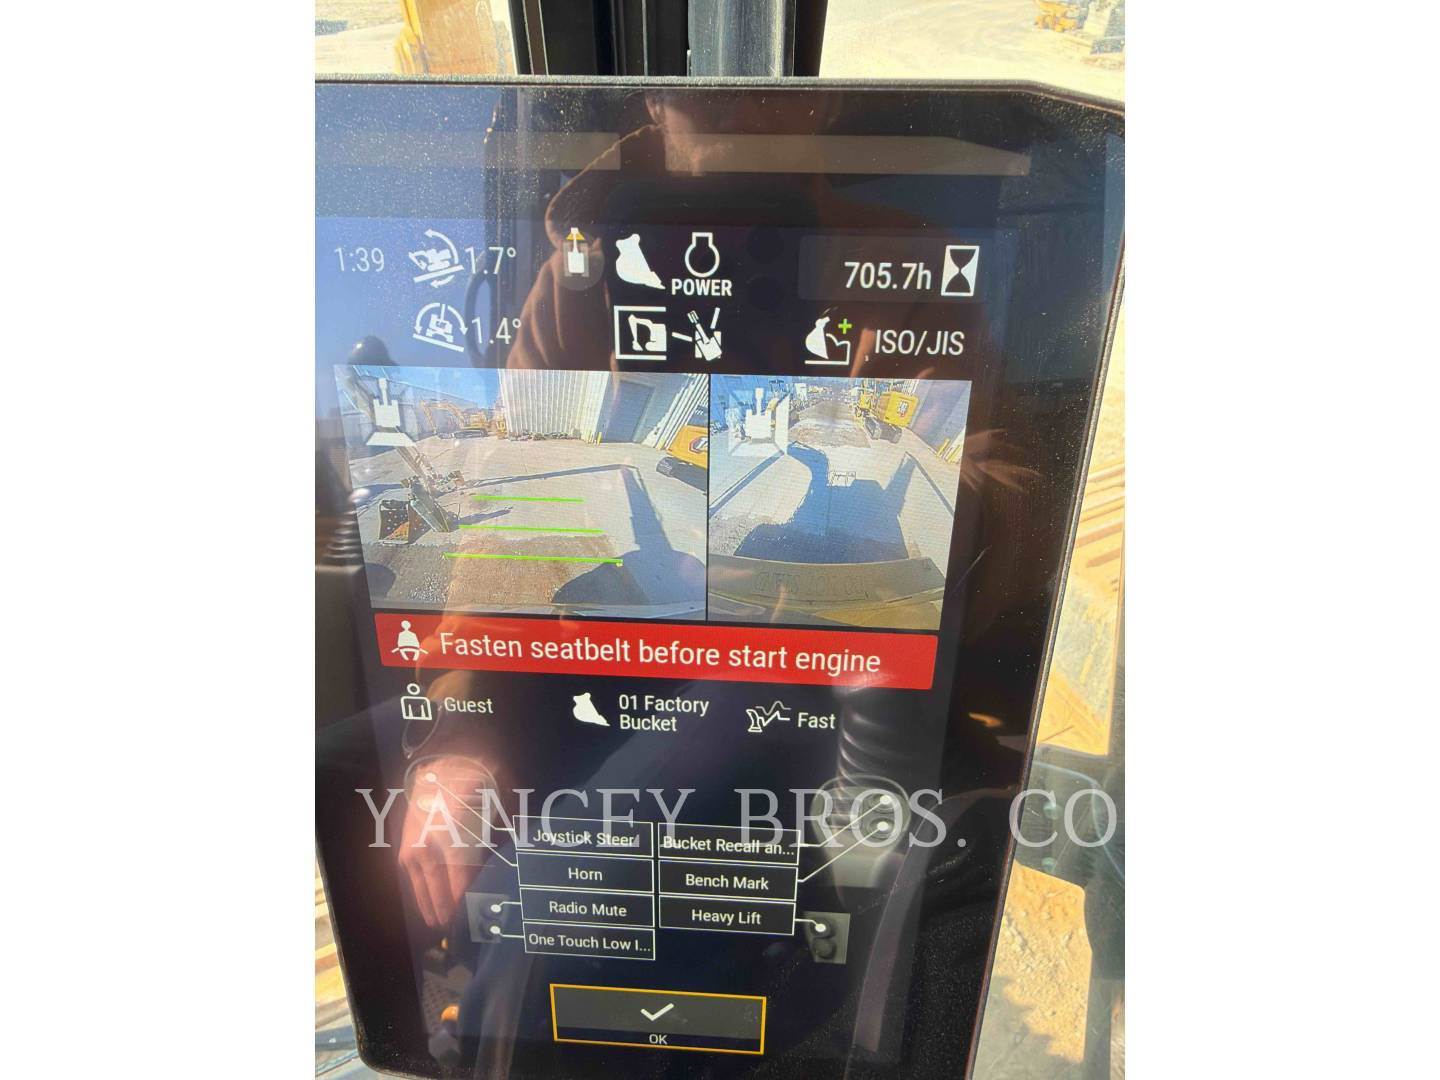 1:39
1.7°
POWER
705.7h
1.4°
ISO/JIS
Fasten seatbelt before start engine
Guest
01 Factory
Bucket
Fast
YANCEY BROS. CO
Joystick Steer
Bucket Recall an...
Horn
Bench Mark
Radio Mute
Heavy Lift
One Touch Low I...
OK